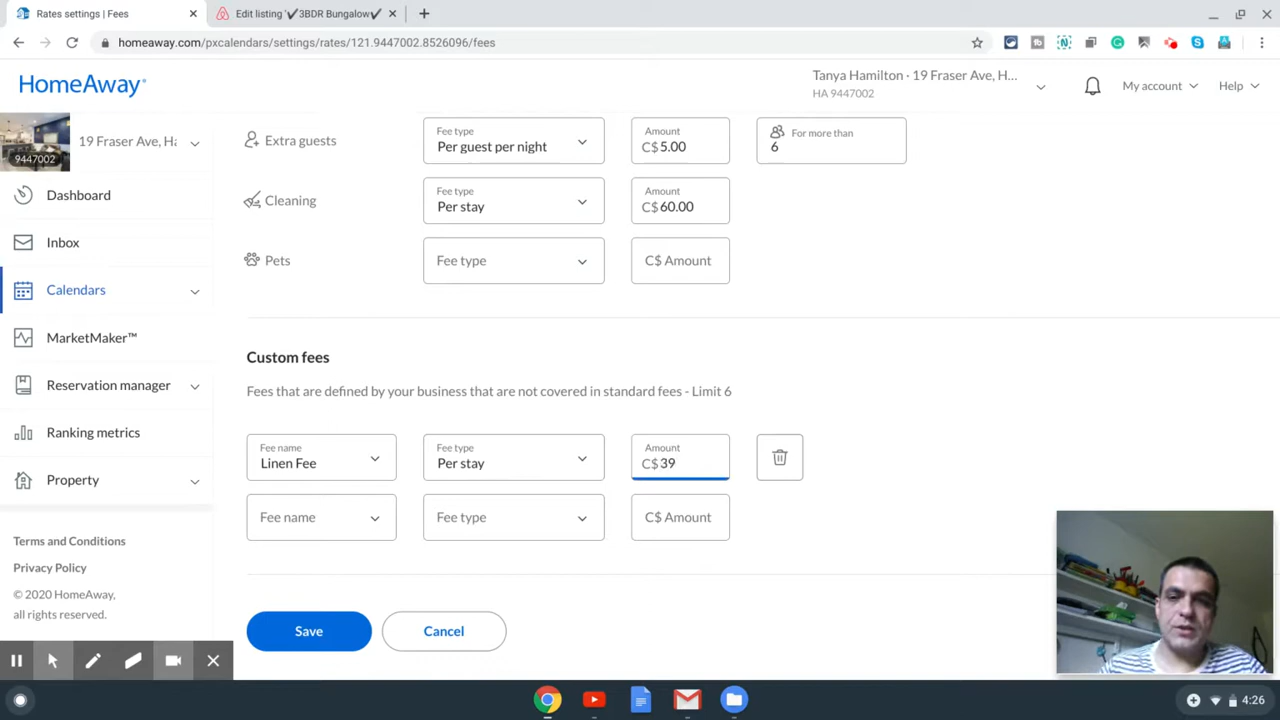 Rates settings | Fees
Edit listing '✔3BDR Bungalow✔
homeaway.com/pxcalendars/settings/rates/121.9447002.8526096/fees
HomeAway
Tanya Hamilton · 19 Fraser Ave, H...
HA 9447002
My account
Help
9447002
19 Fraser Ave, Ha
Dashboard
Inbox
Calendars
MarketMaker™
Reservation manager
Ranking metrics
Property
Terms and Conditions
Privacy Policy
© 2020 HomeAway,
all rights reserved.
Extra guests
Fee type
Per guest per night
Amount
C$ 5.00
For more than
6
Cleaning
Fee type
Per stay
Amount
C$ 60.00
Pets
Fee type
C$ Amount
Custom fees
Fees that are defined by your business that are not covered in standard fees - Limit 6
Fee name
Linen Fee
Fee type
Per stay
Amount
C$ 39
Fee name
Fee type
C$ Amount
Save
Cancel
4:26